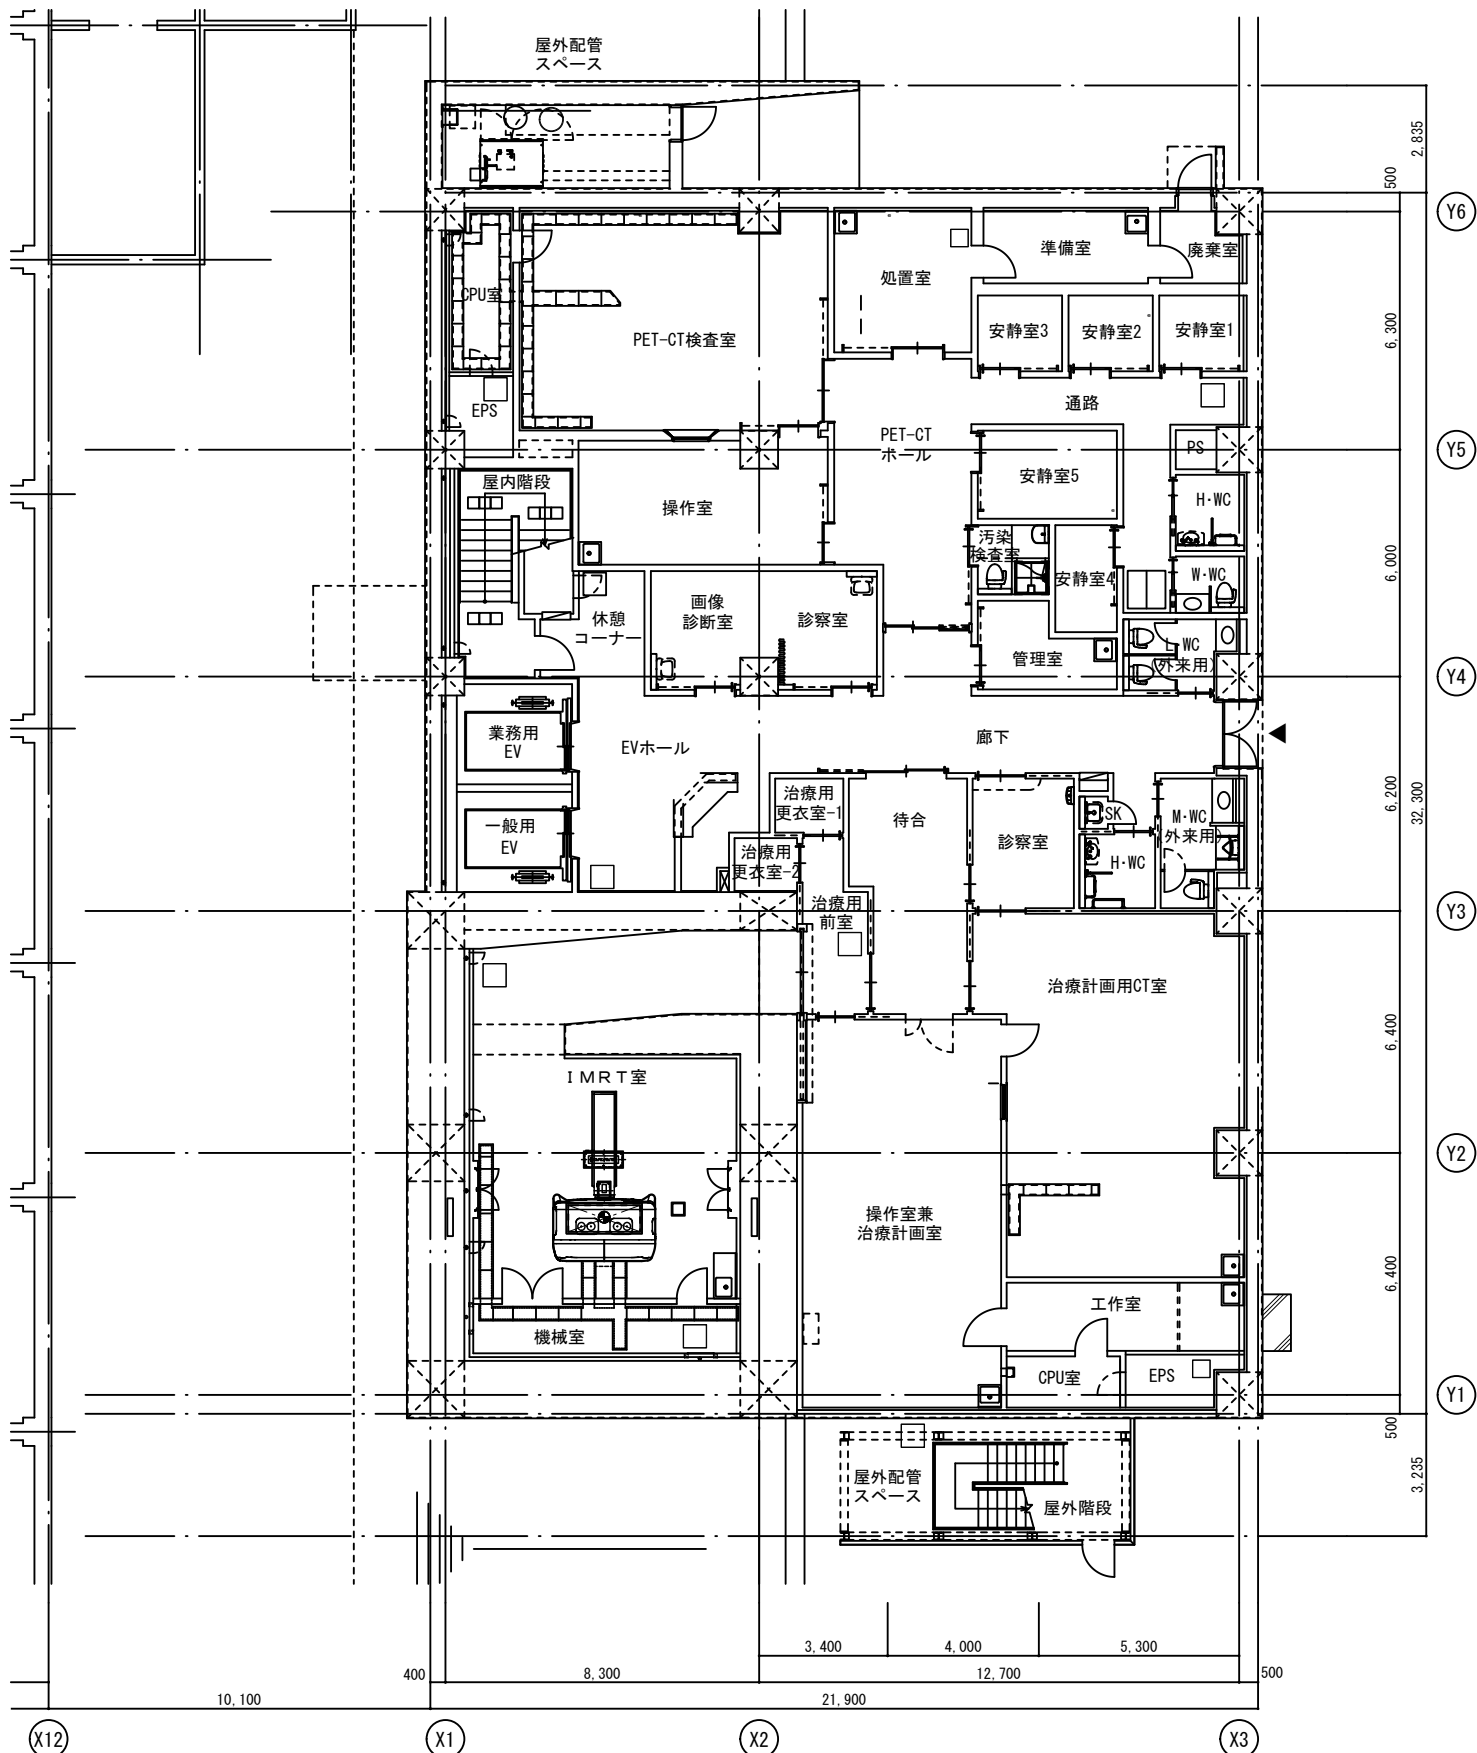 屋外配管
スペース
2,835
500
Y6
準備室
廃棄室
処置室
CPU室
安静室3
安静室2
安静室1
6,300
PET-CT検査室
通路
EPS
PET-CT
ホール
PS
Y5
安静室5
屋内階段
H･WC
操作室
汚染
検査室
安静室4
W･WC
6,000
画像
診断室
診察室
休憩
コーナー
WC
(外来用)
管理室
Y4
業務用
EV
EVホール
廊下
治療用
更衣室-1
待合
SK
M･WC
(外来用)
6,200
32,300
一般用
EV
診察室
治療用
更衣室-2
H･WC
治療用
前室
Y3
治療計画用CT室
6,400
IMRT室
Y2
操作室兼
治療計画室
6,400
工作室
機械室
CPU室
EPS
Y1
500
屋外配管
スペース
屋外階段
3,235
3,400
4,000
5,300
400
8,300
12,700
500
10,100
21,900
X12
X1
X2
X3